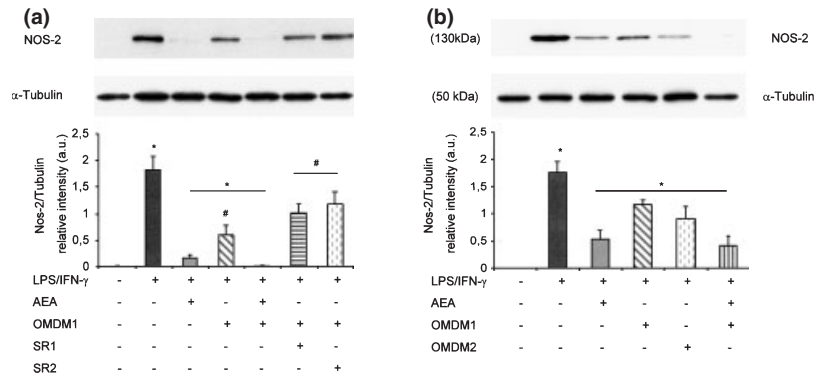 (a)
NOS-2
α-Tubulin
Nos-2/Tubulin
relative intensity (a.u.)
2,5
2
1,5
1
0,5
0
*
*
#
#
LPS/IFN-γ - + + + + + +
AEA - - + - + - -
OMDM1 - - - + + + +
SR1 - - - - - + -
SR2 - - - - - - +
(b)
(130kDa)
NOS-2
(50 kDa)
α-Tubulin
Nos-2/Tubulin
relative intensity (a.u.)
2,5
2
1,5
1
0,5
0
*
*
LPS/IFN-γ - + + + + +
AEA - - + - - +
OMDM1 - - - + - +
OMDM2 - - - - + -